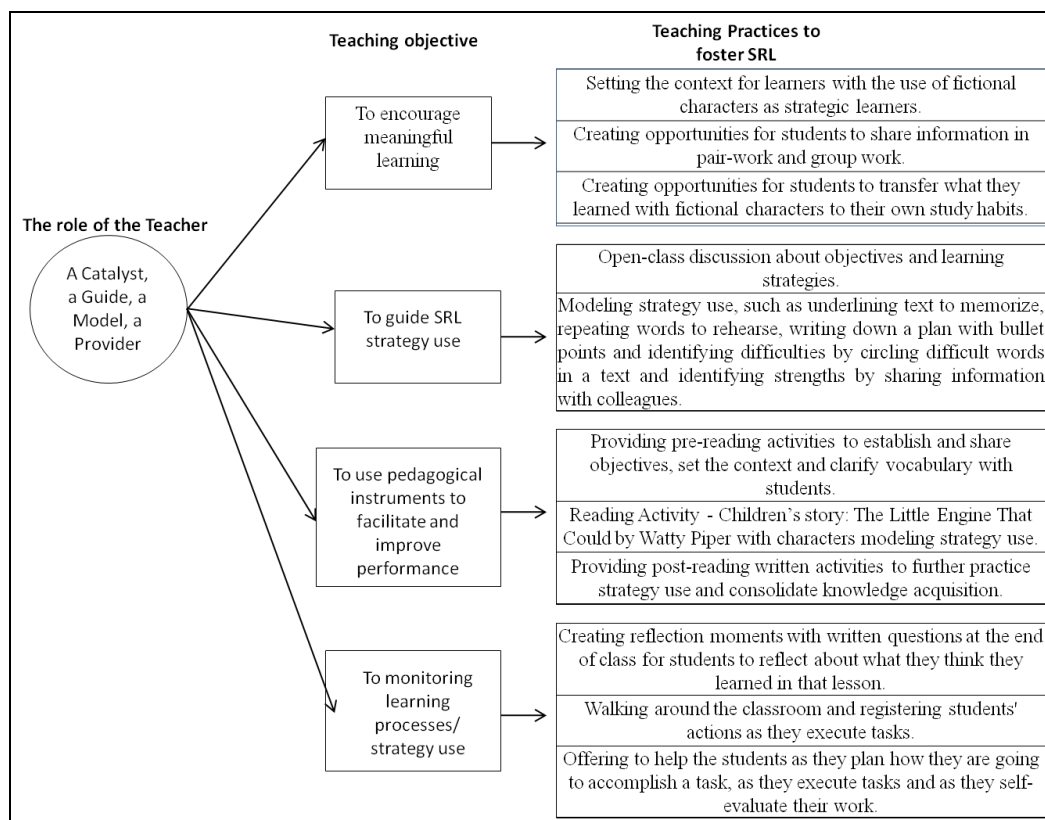 Teaching objective
Teaching Practices to
foster SRL
The role of the Teacher
A Catalyst,
a Guide, a
Model, a
Provider
To encourage
meaningful
learning
Setting the context for learners with the use of fictional
characters as strategic learners.
Creating opportunities for students to share information in
pair-work and group work.
Creating opportunities for students to transfer what they
learned with fictional characters to their own study habits.
To guide SRL
strategy use
Open-class discussion about objectives and learning
strategies.
Modeling strategy use, such as underlining text to memorize,
repeating words to rehearse, writing down a plan with bullet
points and identifying difficulties by circling difficult words
in a text and identifying strengths by sharing information
with colleagues.
To use pedagogical
instruments to
facilitate and
improve
performance
Providing pre-reading activities to establish and share
objectives, set the context and clarify vocabulary with
students.
Reading Activity - Children's story: The Little Engine That
Could by Watty Piper with characters modeling strategy use.
Providing post-reading written activities to further practice
strategy use and consolidate knowledge acquisition.
To monitoring
learning
processes/
strategy use
Creating reflection moments with written questions at the end
of class for students to reflect about what they think they
learned in that lesson.
Walking around the classroom and registering students'
actions as they execute tasks.
Offering to help the students as they plan how they are going
to accomplish a task, as they execute tasks and as they self-
evaluate their work.